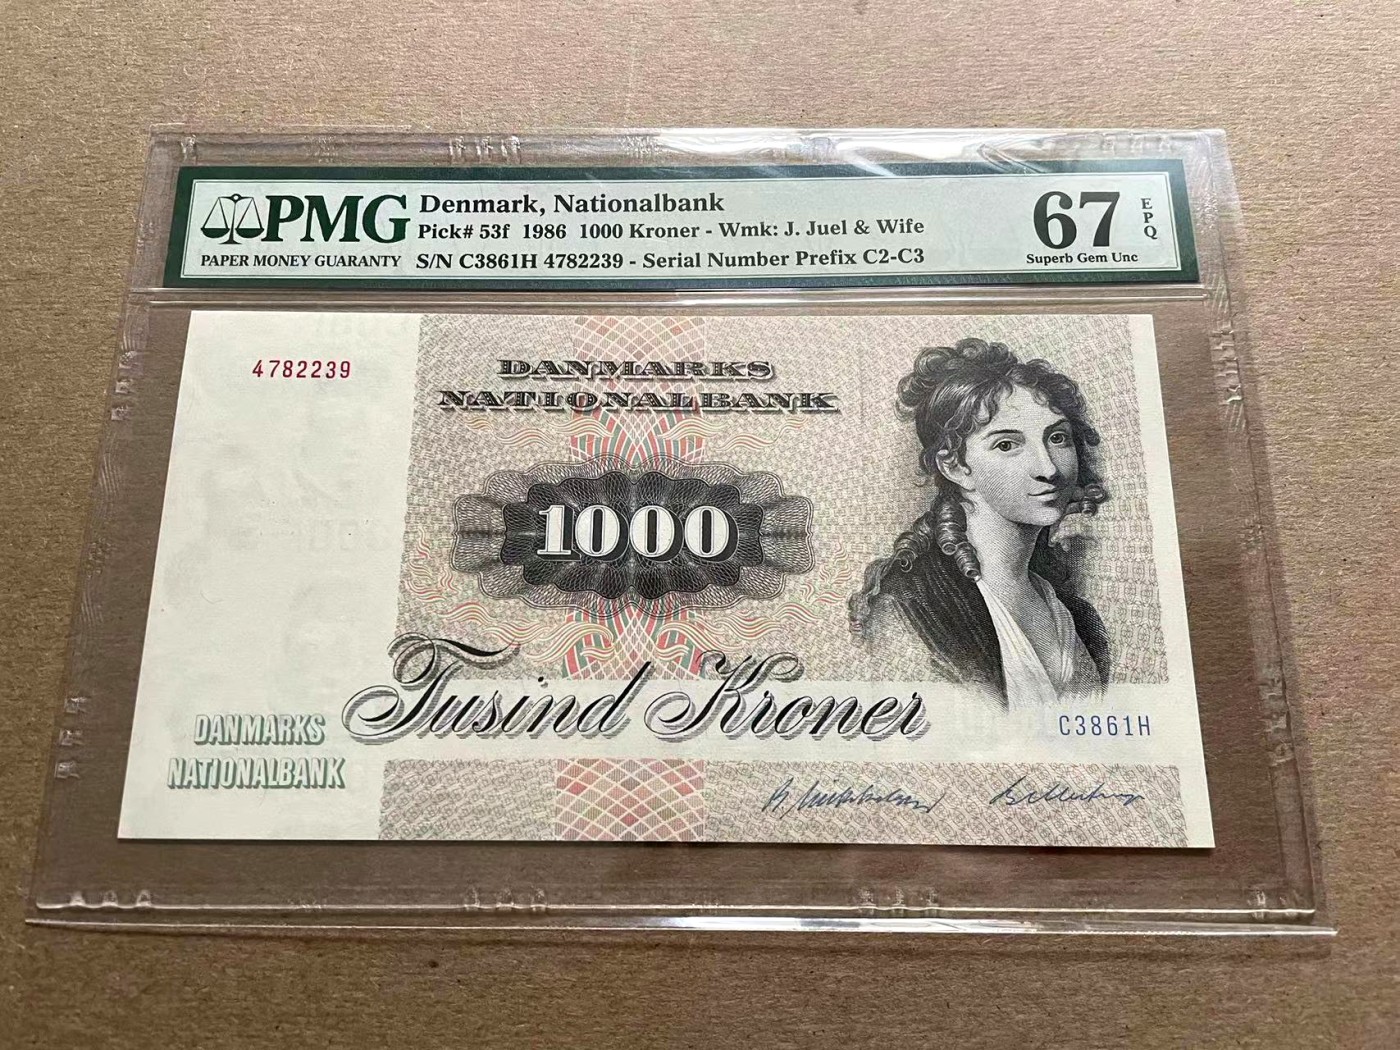 PMG
PAPER MONEY GUARANTY
Denmark, Nationalbank
Pick# 53f 1986 1000 Kroner - Wmk: J. Juel & Wife
S/N C3861H 4782239 - Serial Number Prefix C2-C3
67
EPQ
Superb Gem Unc
4782239
DANMARKS
NATIONALBANK
1000
Tusind Kroner
DANMARKS
NATIONALBANK
C3861H